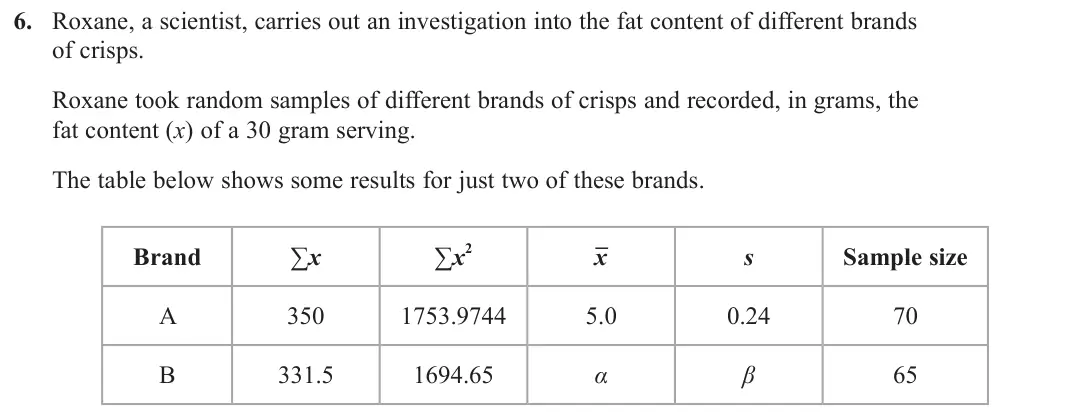 6. Roxane, a scientist, carries out an investigation into the fat content of different brands
of crisps.
Roxane took random samples of different brands of crisps and recorded, in grams, the
fat content (x) of a 30 gram serving.
The table below shows some results for just two of these brands.
Brand ∑x ∑x² x̄ s Sample size
A 350 1753.9744 5.0 0.24 70
B 331.5 1694.65 α β 65